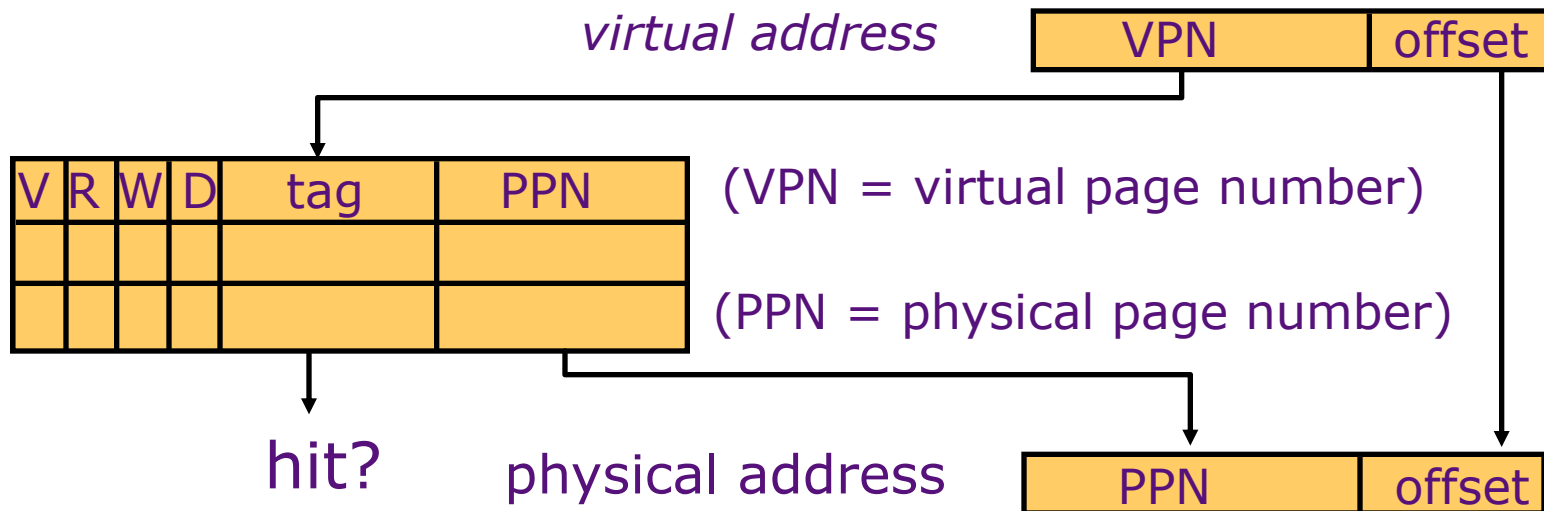 virtual address VPN offset
V R W D tag PPN (VPN = virtual page number)
(PPN = physical page number)
hit? physical address PPN offset